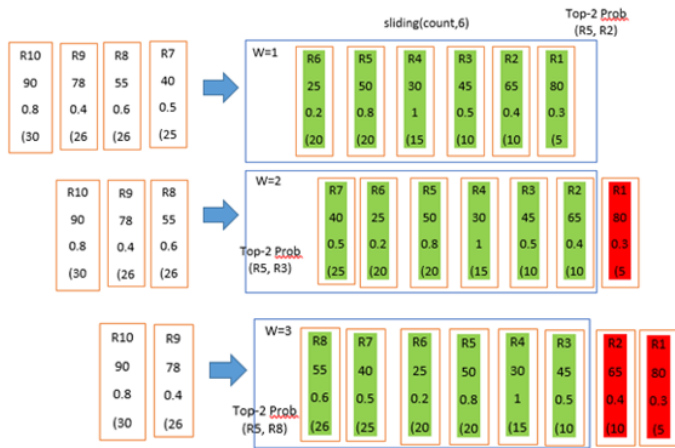 sliding(count,6)
Top-2 Prob
(R5, R2)
R10 R9 R8 R7
90 78 55 40
0.8 0.4 0.6 0.5
(30 (26 (26 (25
W=1
R6 R5 R4 R3 R2 R1
25 50 30 45 65 80
0.2 0.8 1 0.5 0.4 0.3
(20 (20 (15 (10 (10 (5
R10 R9 R8
90 78 55
0.8 0.4 0.6
(30 (26 (26
W=2
Top-2 Prob
(R5, R3)
R7 R6 R5 R4 R3 R2 R1
40 25 50 30 45 65 80
0.5 0.2 0.8 1 0.5 0.4 0.3
(25 (20 (20 (15 (10 (10 (5
R10 R9
90 78
0.8 0.4
(30 (26
W=3
Top-2 Prob
(R5, R8)
R8 R7 R6 R5 R4 R3 R2 R1
55 40 25 50 30 45 65 80
0.6 0.5 0.2 0.8 1 0.5 0.4 0.3
(26 (25 (20 (20 (15 (10 (10 (5